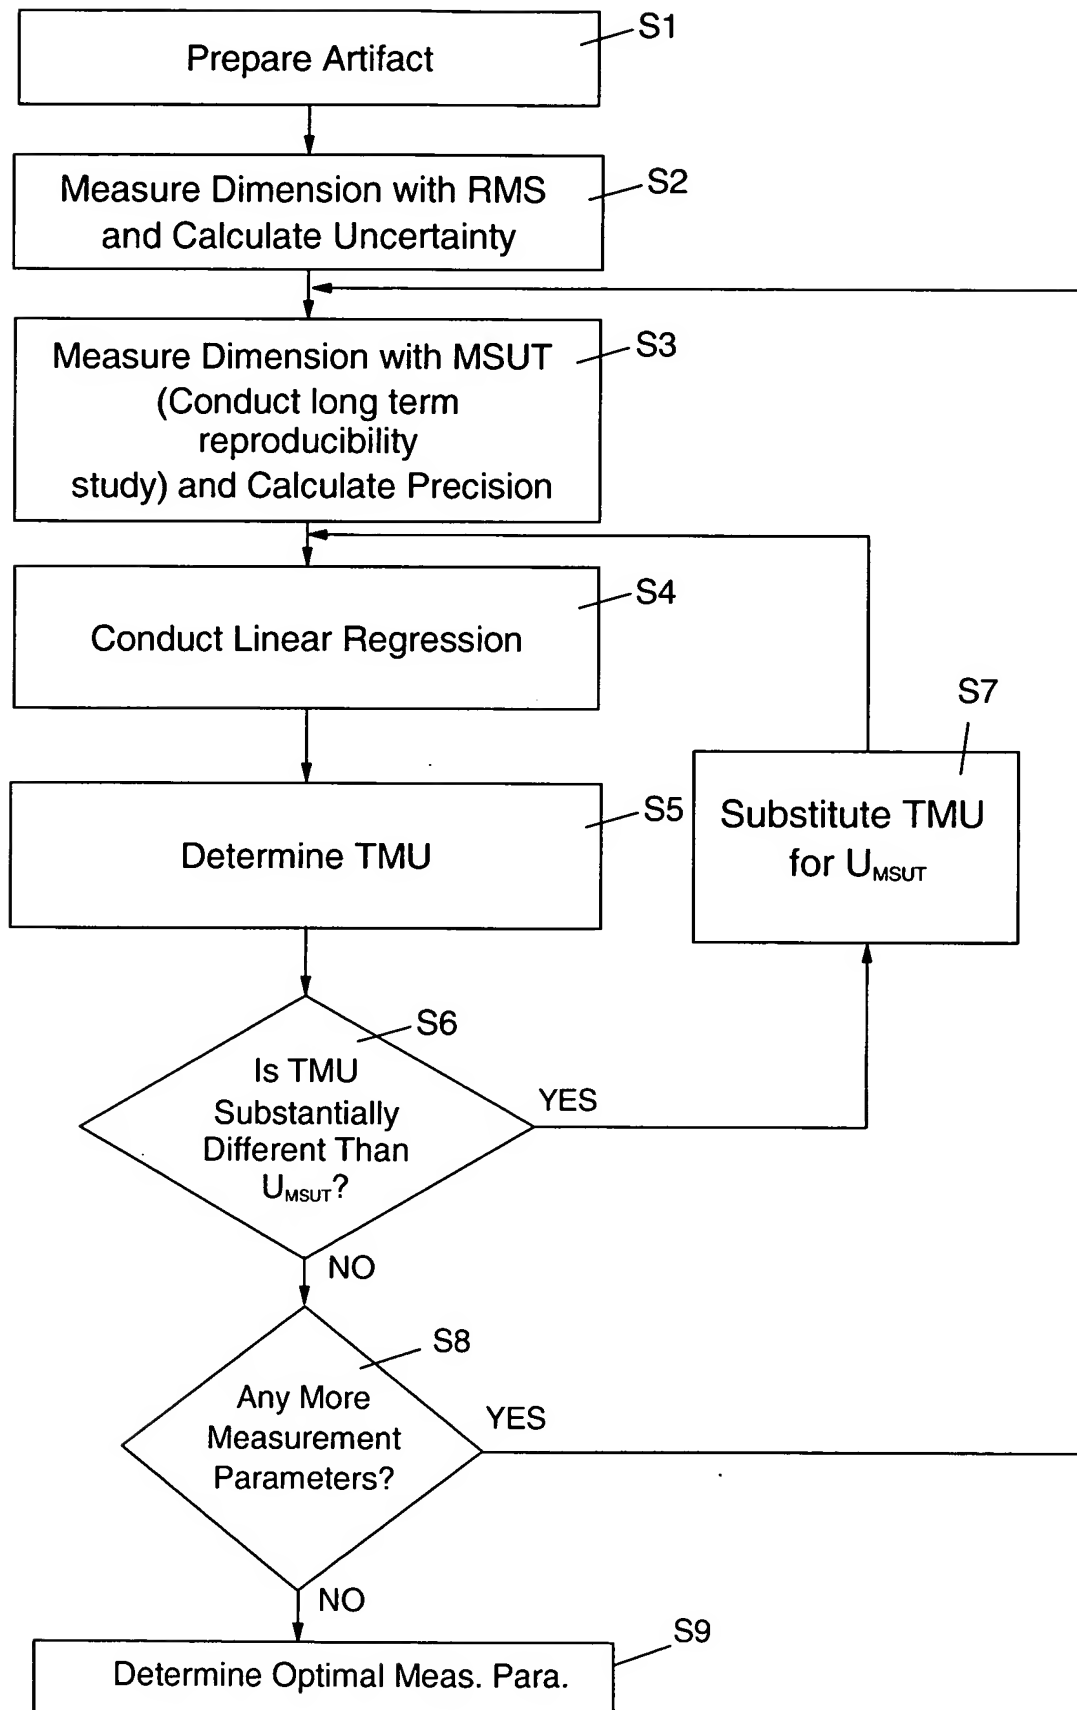 S1
Prepare Artifact
S2
Measure Dimension with RMS
and Calculate Uncertainty
S3
Measure Dimension with MSUT
(Conduct long term
reproducibility
study) and Calculate Precision
S4
Conduct Linear Regression
S7
Substitute TMU
for UMSUT
S5
Determine TMU
S6
Is TMU
Substantially
Different Than
UMSUT?
YES
NO
S8
Any More
Measurement
Parameters?
YES
NO
S9
Determine Optimal Meas. Para.